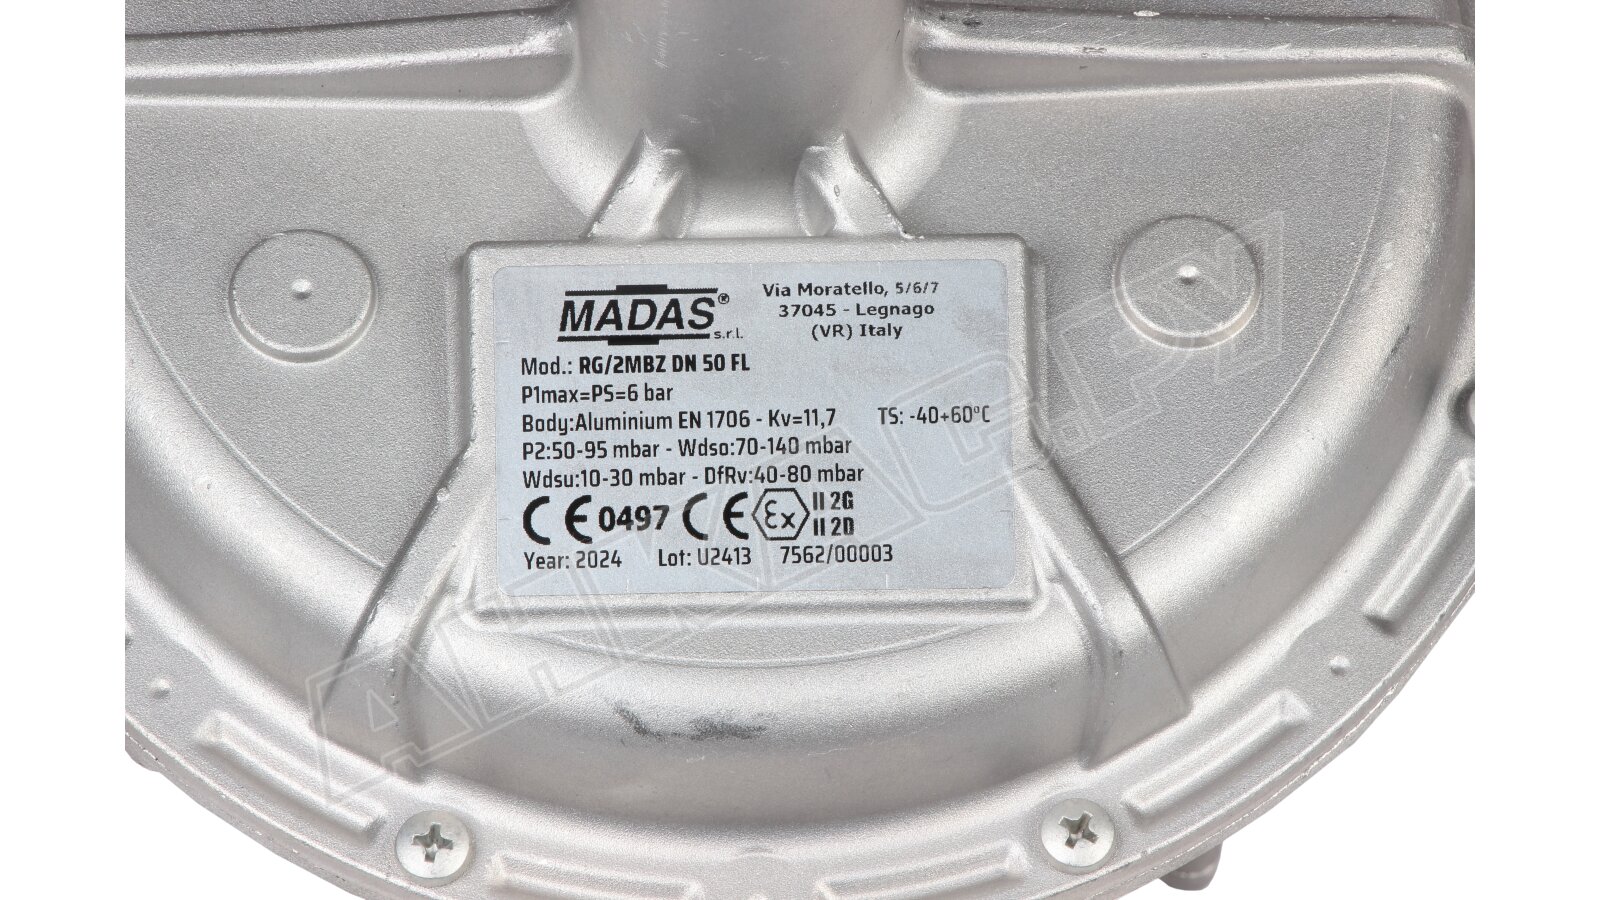 MADAS® s.r.l.
Via Moratello, 5/6/7
37045 - Legnago
(VR) Italy
Mod.: RG/2MBZ DN 50 FL
P1max=PS=6 bar
Body:Aluminium EN 1706 - Kv=11,7 TS: -40+60°C
P2:50-95 mbar - Wdso:70-140 mbar
Wdsu:10-30 mbar - DfRv:40-80 mbar
CE 0497 CE Ex II 2G
II 2D
Year: 2024 Lot: U2413 7562/00003